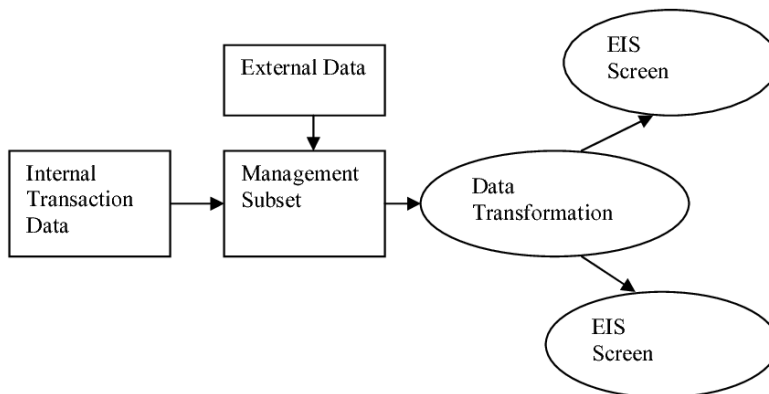 EIS
Screen
External Data
Internal
Transaction
Data
Management
Subset
Data
Transformation
EIS
Screen